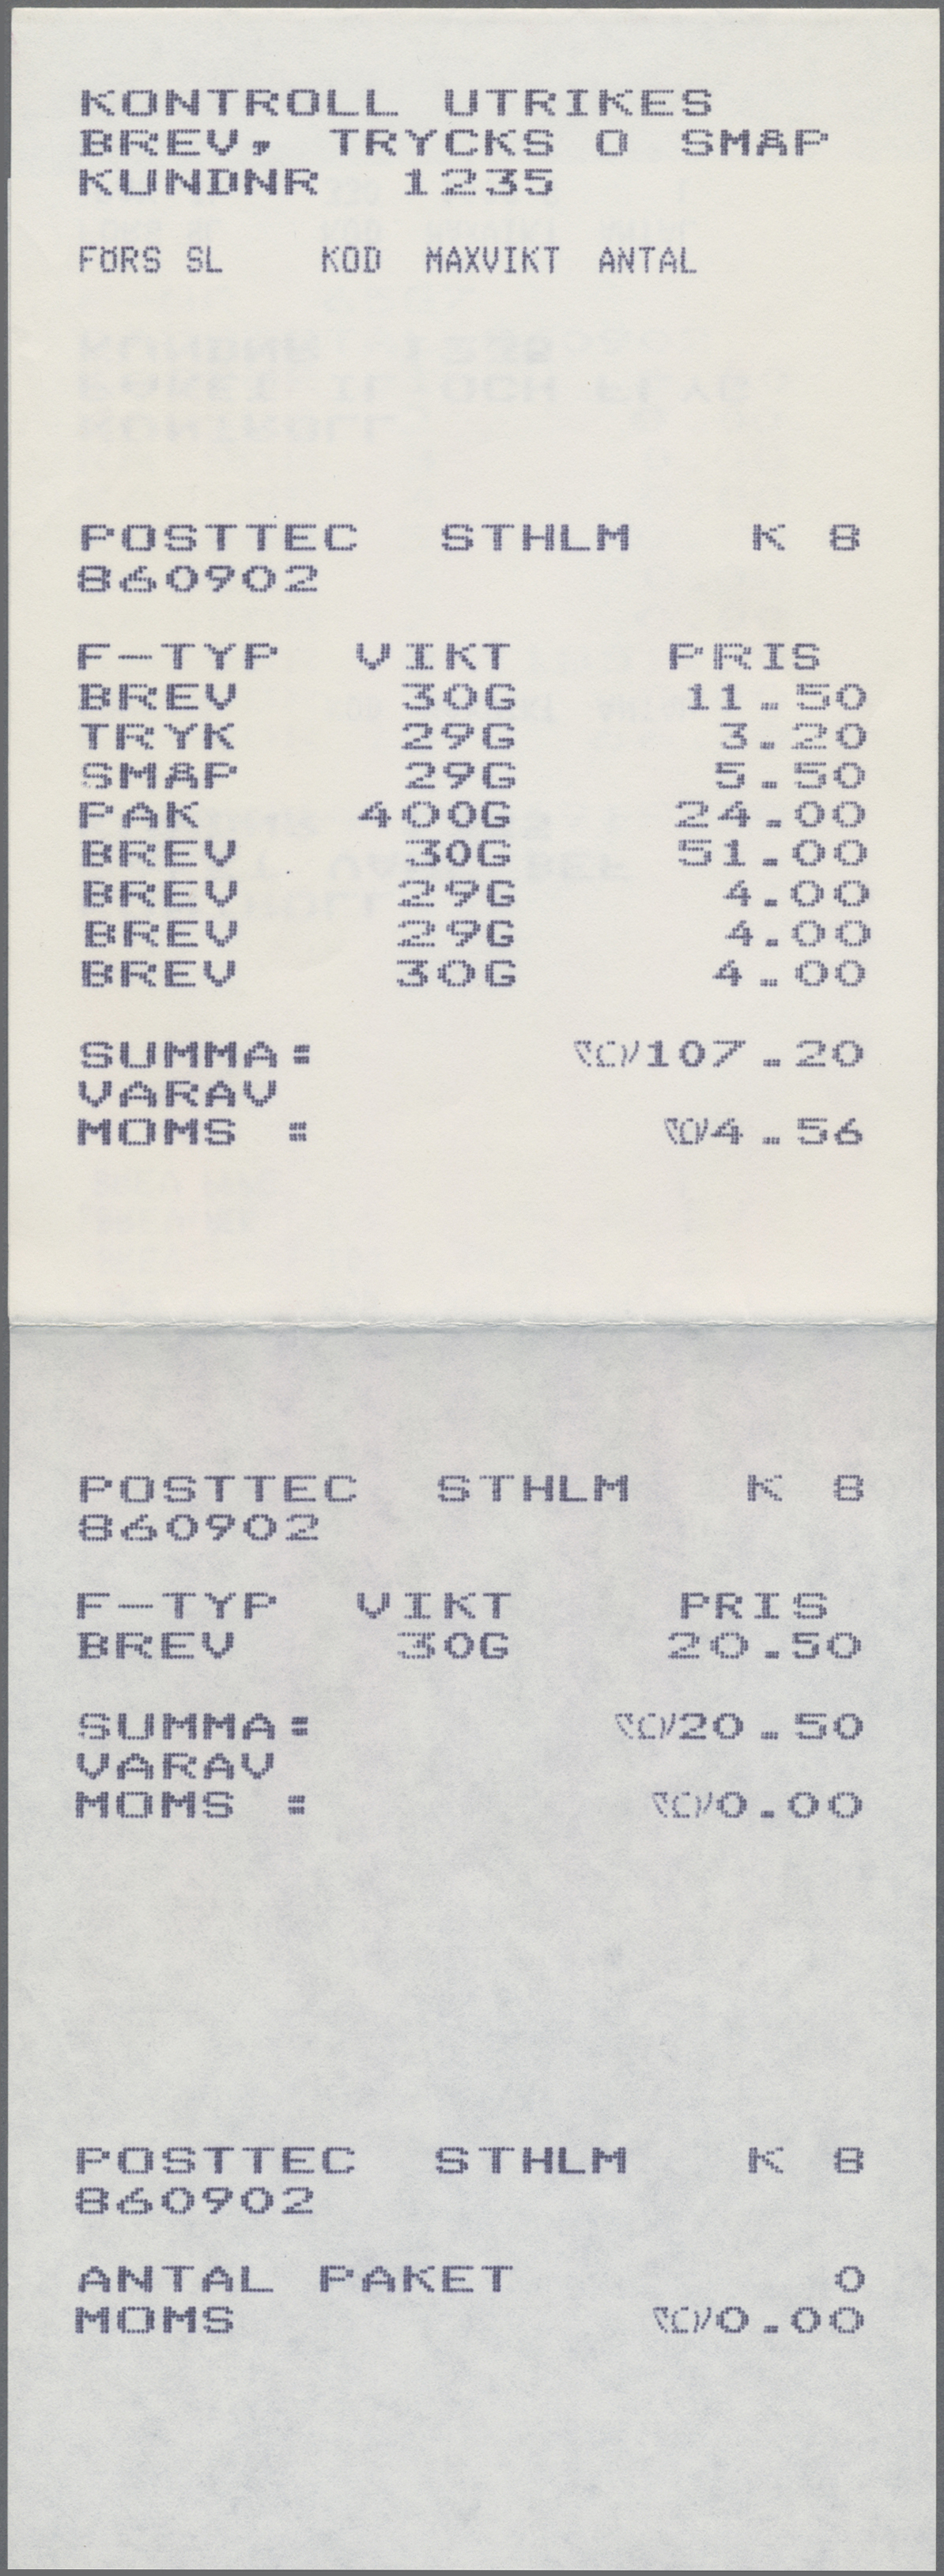 KONTROLL UTRIKES
BREV, TRYCKS O SMÅP
KUNDNR 1235
FÖRS SL KOD MAXVIKT ANTAL
POSTTEC STHLM K 8
860902
F-TYP VIKT PRIS
BREV 30G 11.50
TRYK 29G 3.20
SMÅP 29G 5.50
PAK 400G 24.00
BREV 30G 51.00
BREV 29G 4.00
BREV 29G 4.00
BREV 30G 4.00
SUMMA: 107.20
VARAV
MOMS : 4.56
POSTTEC STHLM K 8
860902
F-TYP VIKT PRIS
BREV 30G 20.50
SUMMA: 20.50
VARAV
MOMS : 0.00
POSTTEC STHLM K 8
860902
ANTAL PAKET 0
MOMS 0.00